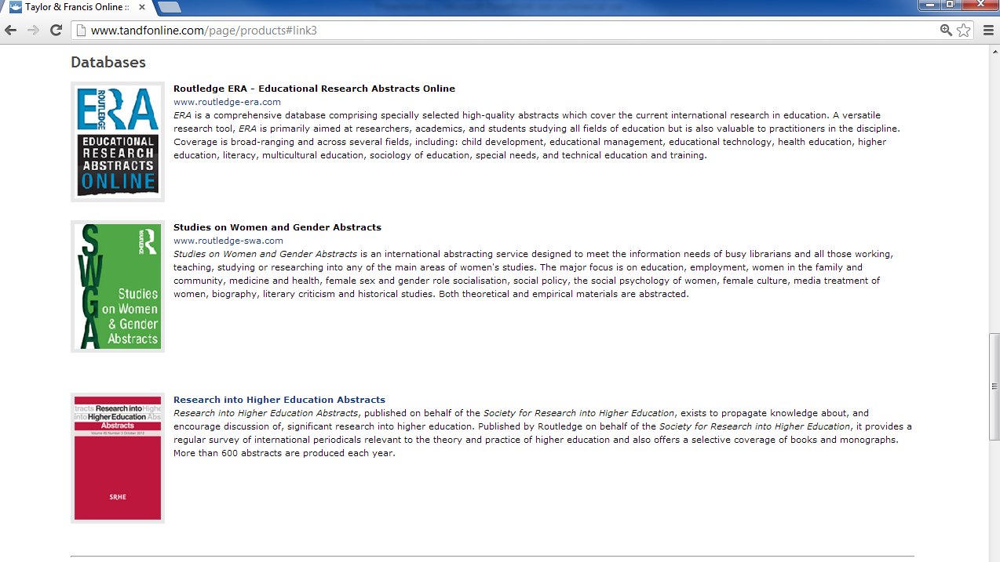 Taylor & Francis Online ::
www.tandfonline.com/page/products#link3
Databases
ERA
ROUTLEDGE
EDUCATIONAL
RESEARCH
ABSTRACTS
ONLINE
Routledge ERA - Educational Research Abstracts Online
www.routledge-era.com
ERA is a comprehensive database comprising specially selected high-quality abstracts which cover the current international research in education. A versatile
research tool, ERA is primarily aimed at researchers, academics, and students studying all fields of education but is also valuable to practitioners in the discipline.
Coverage is broad-ranging and across several fields, including: child development, educational management, educational technology, health education, higher
education, literacy, multicultural education, sociology of education, special needs, and technical education and training.
SWGA
ROUTLEDGE
Studies
on Women
& Gender
Abstracts
Studies on Women and Gender Abstracts
www.routledge-swa.com
Studies on Women and Gender Abstracts is an international abstracting service designed to meet the information needs of busy librarians and all those working,
teaching, studying or researching into any of the main areas of women's studies. The major focus is on education, employment, women in the family and
community, medicine and health, female sex and gender role socialisation, social policy, the social psychology of women, female culture, media treatment of
women, biography, literary criticism and historical studies. Both theoretical and empirical materials are abstracted.
tracts Research into Highe
into Higher Education Abs
Abstracts
Volume 45 Number 3 October 2012
SRHE
Research into Higher Education Abstracts
Research into Higher Education Abstracts, published on behalf of the Society for Research into Higher Education, exists to propagate knowledge about, and
encourage discussion of, significant research into higher education. Published by Routledge on behalf of the Society for Research into Higher Education, it provides a
regular survey of international periodicals relevant to the theory and practice of higher education and also offers a selective coverage of books and monographs.
More than 600 abstracts are produced each year.